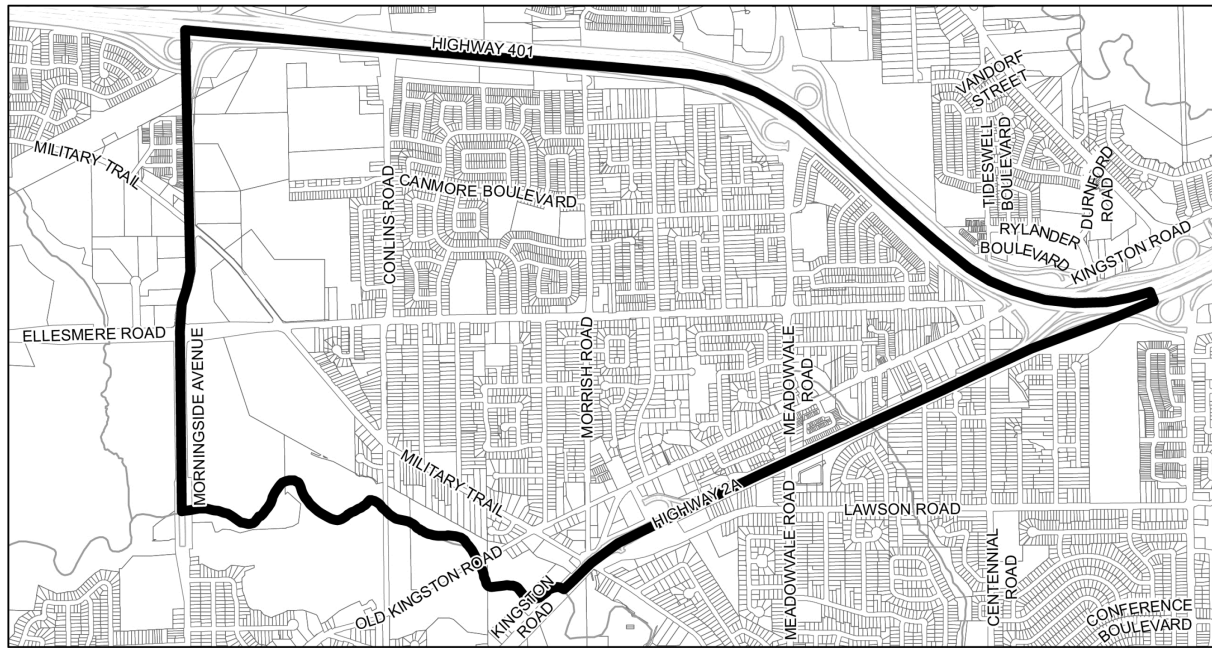 HIGHWAY 401
VANDORF
STREET
MILITARY TRAIL
TIDESWELL
BOULEVARD
DURNFORD
ROAD
CANMORE BOULEVARD
CONLINS ROAD
RYLANDER
BOULEVARD
KINGSTON ROAD
ELLESMERE ROAD
MORNINGSIDE AVENUE
MORRISH ROAD
MEADOWVALE
ROAD
MILITARY TRAIL
HIGHWAY 2A
MEADOWVALE ROAD
LAWSON ROAD
OLD KINGSTON ROAD
KINGSTON
ROAD
CENTENNIAL
ROAD
CONFERENCE
BOULEVARD